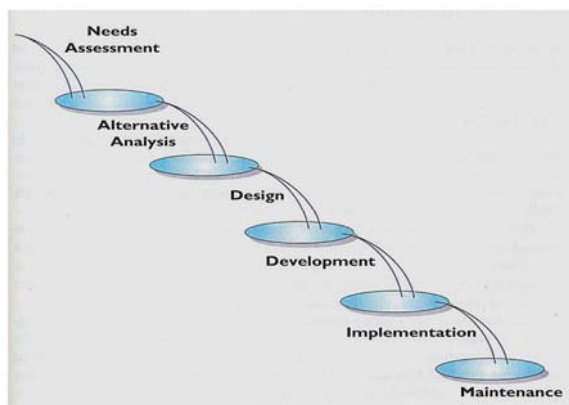 Needs
Assessment
Alternative
Analysis
Design
Development
Implementation
Maintenance